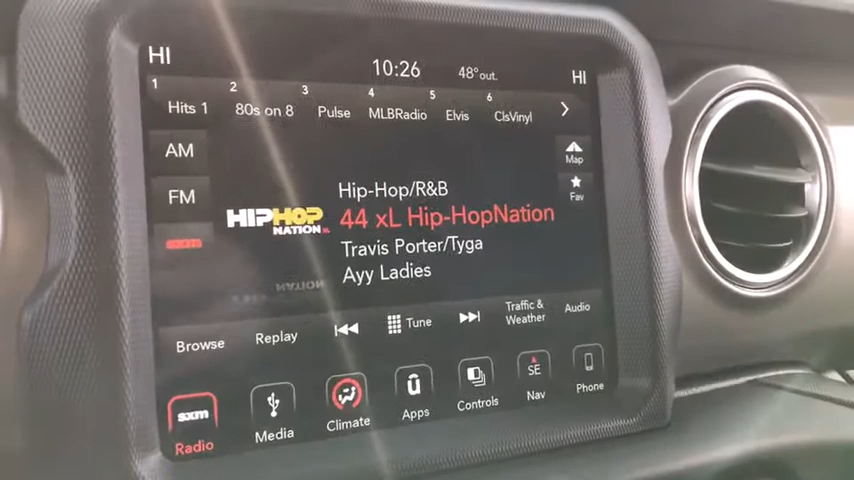 HI 10:26 48°out. HI
1 2 3 4 5 6
Hits 1 80s on 8 Pulse MLBRadio Elvis ClsVinyl
AM
FM
sxm
Map
Fav
HIPHOP
NATION XL
Hip-Hop/R&B
44 xL Hip-HopNation
Travis Porter/Tyga
Ayy Ladies
Browse Replay Tune Traffic & Weather Audio
sxm SE
Radio Media Climate Apps Controls Nav Phone